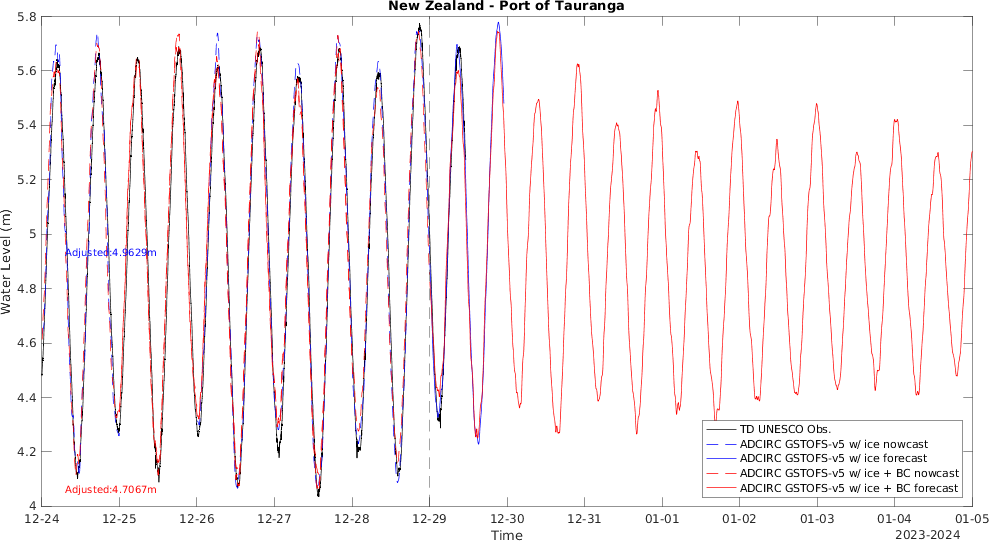 New Zealand - Port of Tauranga
5.8
5.6
5.4
5.2
5
4.8
4.6
4.4
4.2
4
Water Level (m)
Adjusted:4.9629m
Adjusted:4.7067m
TD UNESCO Obs.
ADCIRC GSTOFS-v5 w/ ice nowcast
ADCIRC GSTOFS-v5 w/ ice forecast
ADCIRC GSTOFS-v5 w/ ice + BC nowcast
ADCIRC GSTOFS-v5 w/ ice + BC forecast
12-24 12-25 12-26 12-27 12-28 12-29 12-30 12-31 01-01 01-02 01-03 01-04 01-05
Time
2023-2024